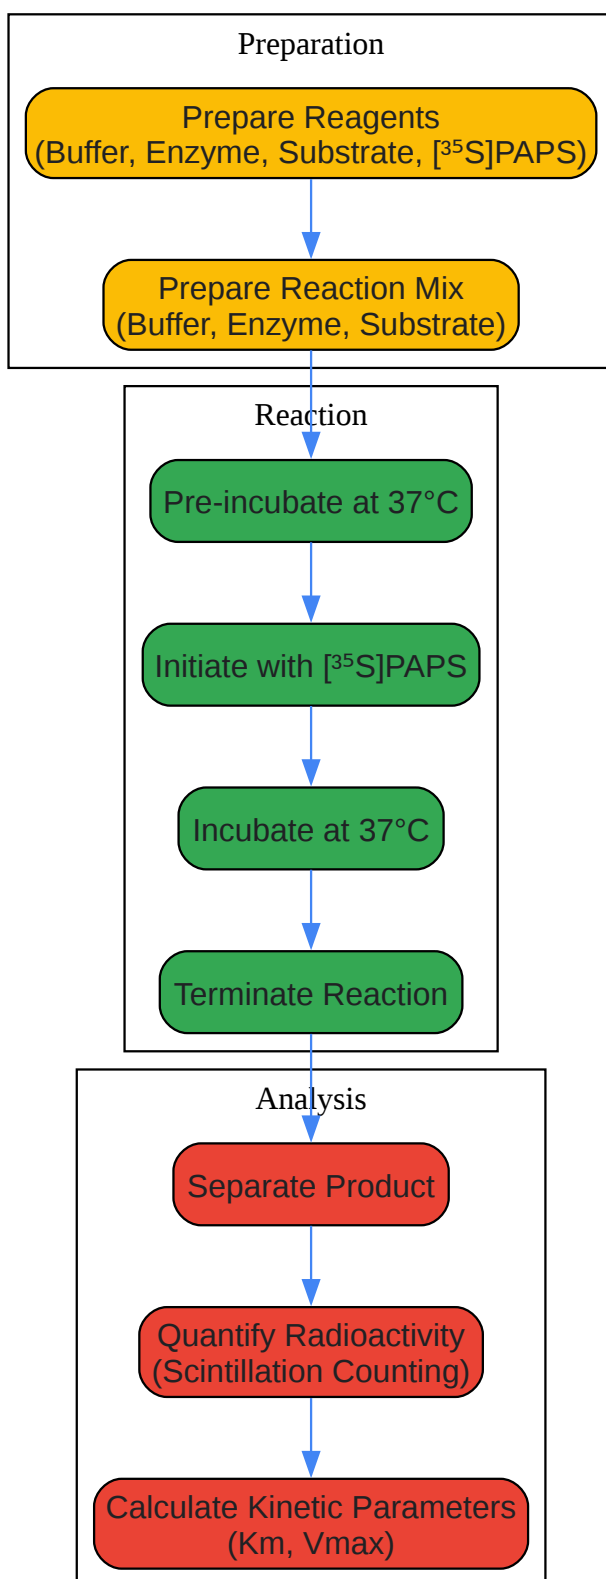 Preparation
Prepare Reagents
(Buffer, Enzyme, Substrate, [³⁵S]PAPS)
Prepare Reaction Mix
(Buffer, Enzyme, Substrate)
Reaction
Pre-incubate at 37°C
Initiate with [³⁵S]PAPS
Incubate at 37°C
Terminate Reaction
Analysis
Separate Product
Quantify Radioactivity
(Scintillation Counting)
Calculate Kinetic Parameters
(Km, Vmax)